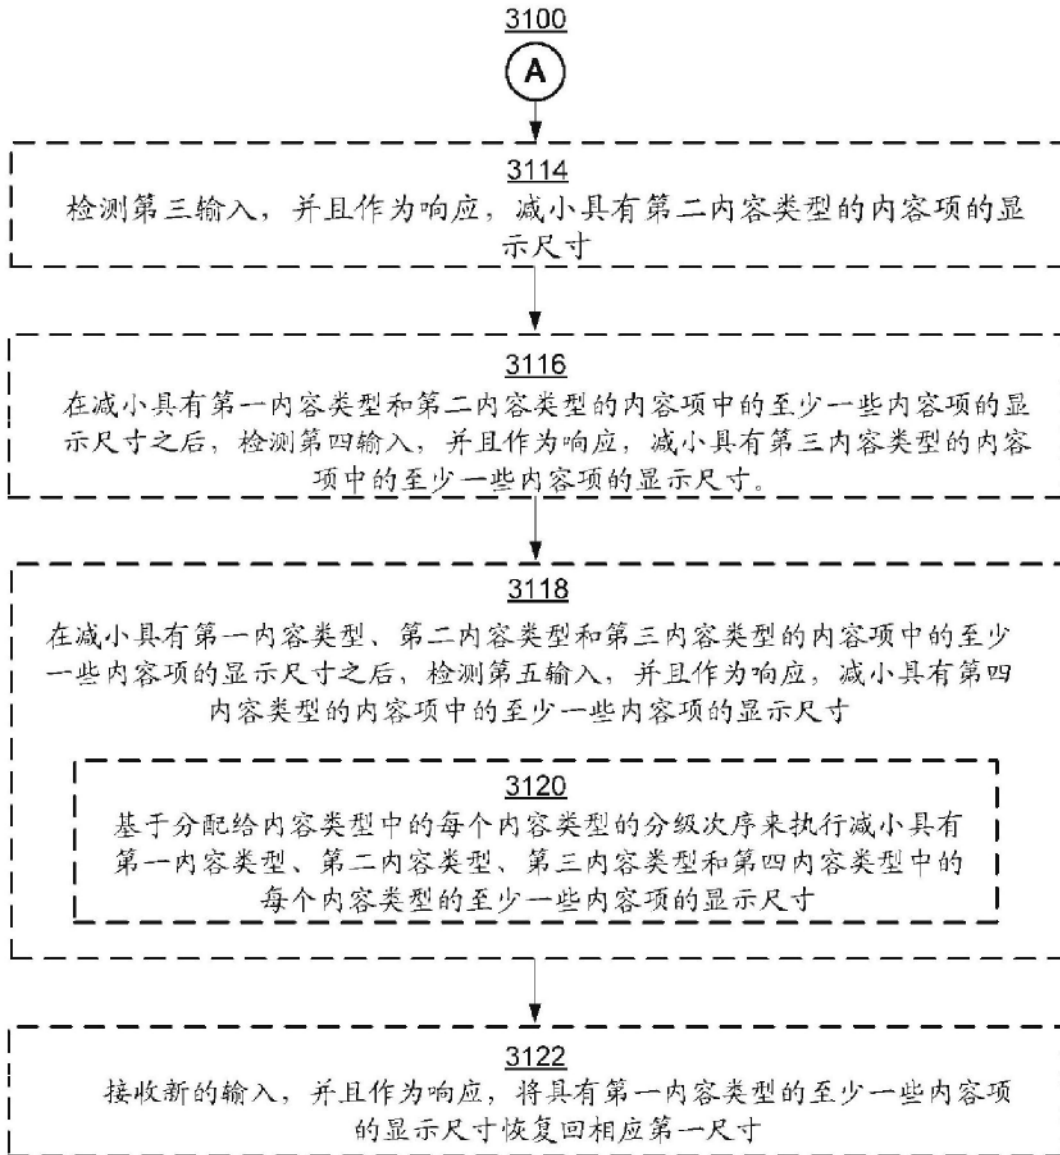 3100
A
3114
检测第三输入，并且作为响应，减小具有第二内容类型的内容项的显
示尺寸
3116
在减小具有第一内容类型和第二内容类型的内容项中的至少一些内容项的显
示尺寸之后，检测第四输入，并且作为响应，减小具有第三内容类型的内容
项中的至少一些内容项的显示尺寸。
3118
在减小具有第一内容类型、第二内容类型和第三内容类型的内容项中的至少
一些内容项的显示尺寸之后，检测第五输入，并且作为响应，减小具有第四
内容类型的内容项中的至少一些内容项的显示尺寸
3120
基于分配给内容类型中的每个内容类型的分级次序来执行减小具有
第一内容类型、第二内容类型、第三内容类型和第四内容类型中的
每个内容类型的至少一些内容项的显示尺寸
3122
接收新的输入，并且作为响应，将具有第一内容类型的至少一些内容项
的显示尺寸恢复回相应第一尺寸